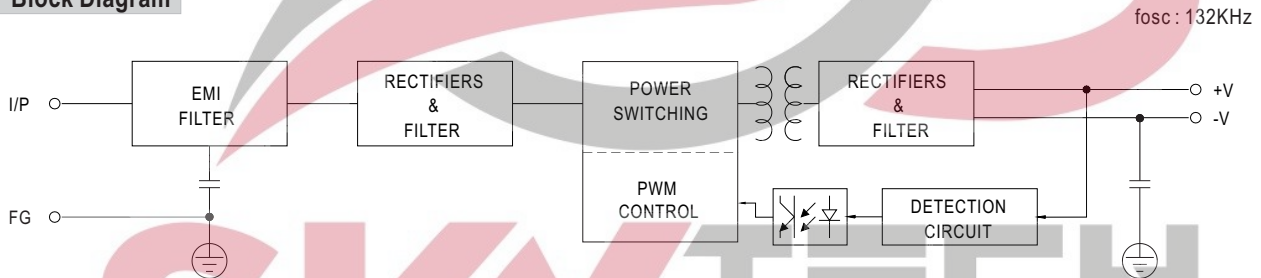 Block Diagram
fosc : 132KHz
I/P
EMI
FILTER
RECTIFIERS
&
FILTER
POWER
SWITCHING
PWM
CONTROL
RECTIFIERS
&
FILTER
+V
-V
DETECTION
CIRCUIT
FG